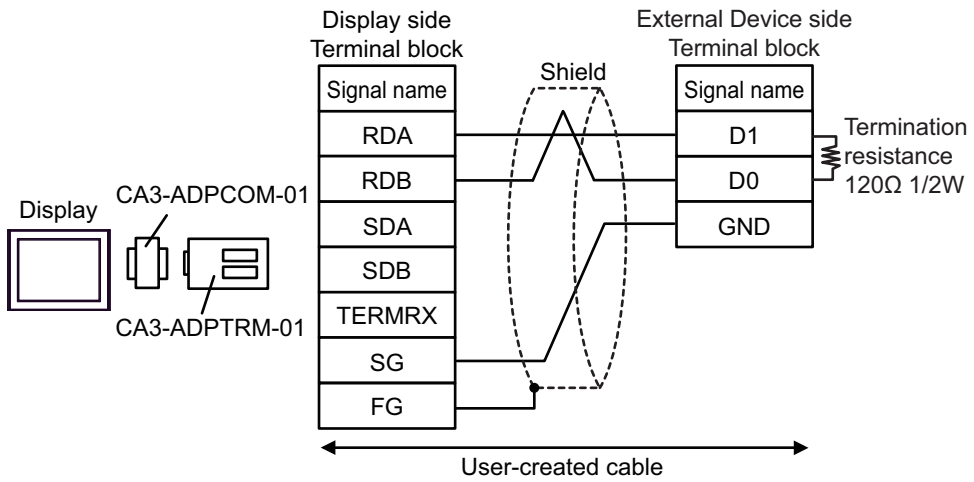 Display side
Terminal block
External Device side
Terminal block
Shield
Signal name
RDA
RDB
SDA
SDB
TERMRX
SG
FG
Signal name
D1
D0
GND
Termination
resistance
120Ω 1/2W
Display
CA3-ADPCOM-01
CA3-ADPTRM-01
User-created cable